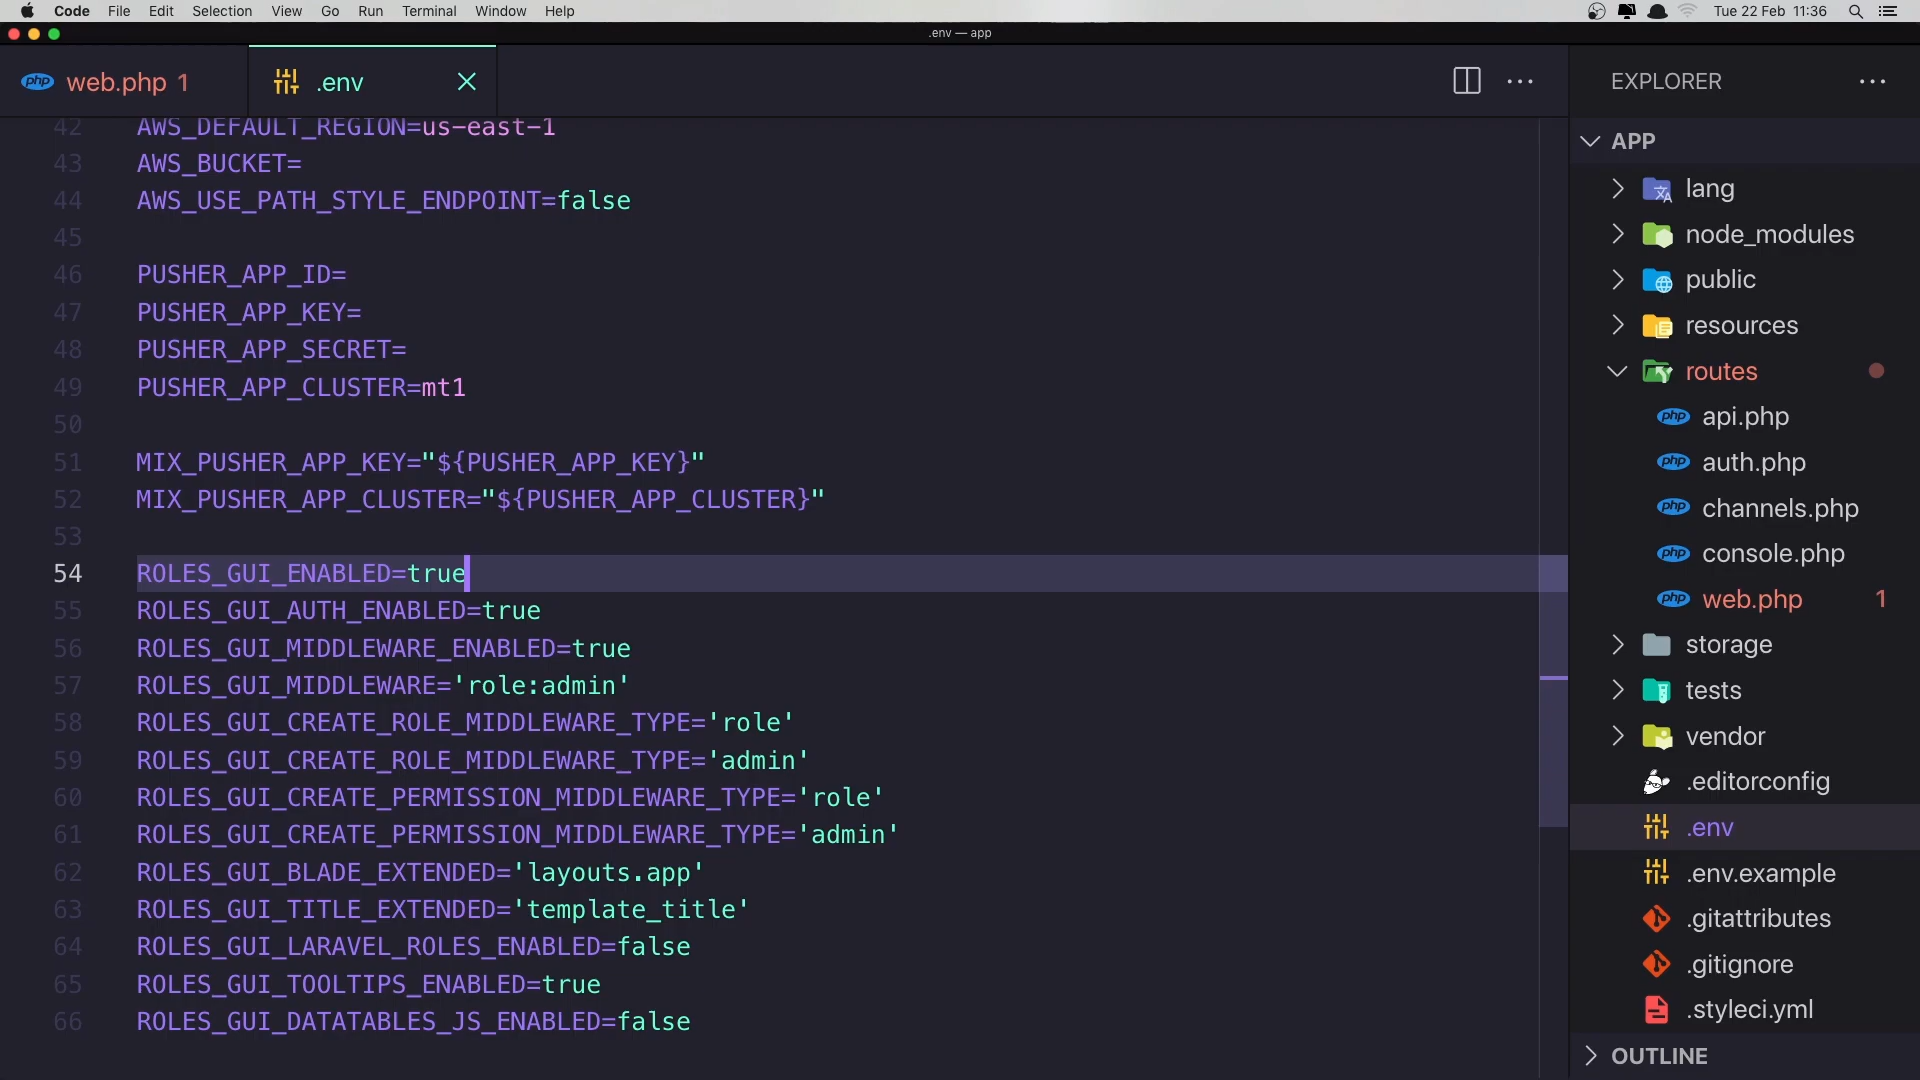 Code File Edit Selection View Go Run Terminal Window Help
Tue 22 Feb 11:36
.env — app
php web.php 1
.env
EXPLORER
42 AWS_DEFAULT_REGION=us-east-1
43 AWS_BUCKET=
44 AWS_USE_PATH_STYLE_ENDPOINT=false
45
46 PUSHER_APP_ID=
47 PUSHER_APP_KEY=
48 PUSHER_APP_SECRET=
49 PUSHER_APP_CLUSTER=mt1
50
51 MIX_PUSHER_APP_KEY="${PUSHER_APP_KEY}"
52 MIX_PUSHER_APP_CLUSTER="${PUSHER_APP_CLUSTER}"
53
54 ROLES_GUI_ENABLED=true
55 ROLES_GUI_AUTH_ENABLED=true
56 ROLES_GUI_MIDDLEWARE_ENABLED=true
57 ROLES_GUI_MIDDLEWARE='role:admin'
58 ROLES_GUI_CREATE_ROLE_MIDDLEWARE_TYPE='role'
59 ROLES_GUI_CREATE_ROLE_MIDDLEWARE_TYPE='admin'
60 ROLES_GUI_CREATE_PERMISSION_MIDDLEWARE_TYPE='role'
61 ROLES_GUI_CREATE_PERMISSION_MIDDLEWARE_TYPE='admin'
62 ROLES_GUI_BLADE_EXTENDED='layouts.app'
63 ROLES_GUI_TITLE_EXTENDED='template_title'
64 ROLES_GUI_LARAVEL_ROLES_ENABLED=false
65 ROLES_GUI_TOOLTIPS_ENABLED=true
66 ROLES_GUI_DATATABLES_JS_ENABLED=false
APP
lang
node_modules
public
resources
routes
php api.php
php auth.php
php channels.php
php console.php
php web.php 1
storage
tests
vendor
.editorconfig
.env
.env.example
.gitattributes
.gitignore
.styleci.yml
OUTLINE